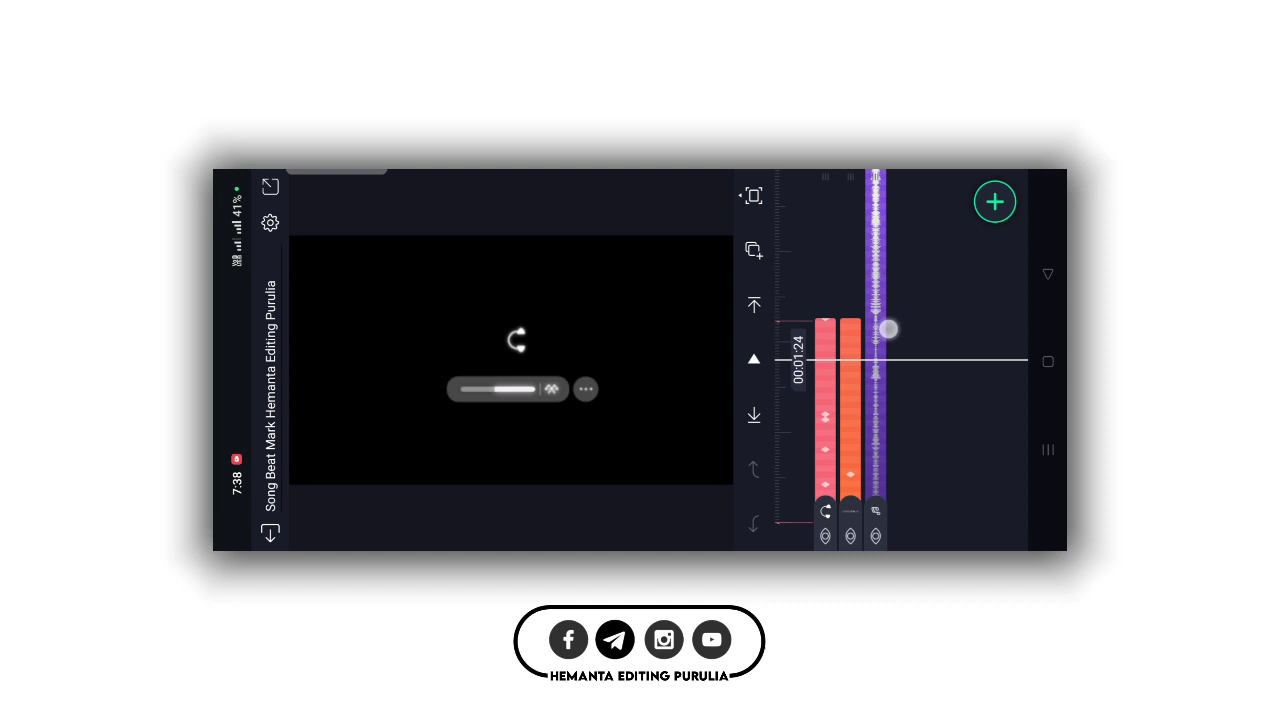 7:38
41%
Song Beat Mark Hemanta Editing Purulia
00:01:24
HEMANTA EDITING PURULIA